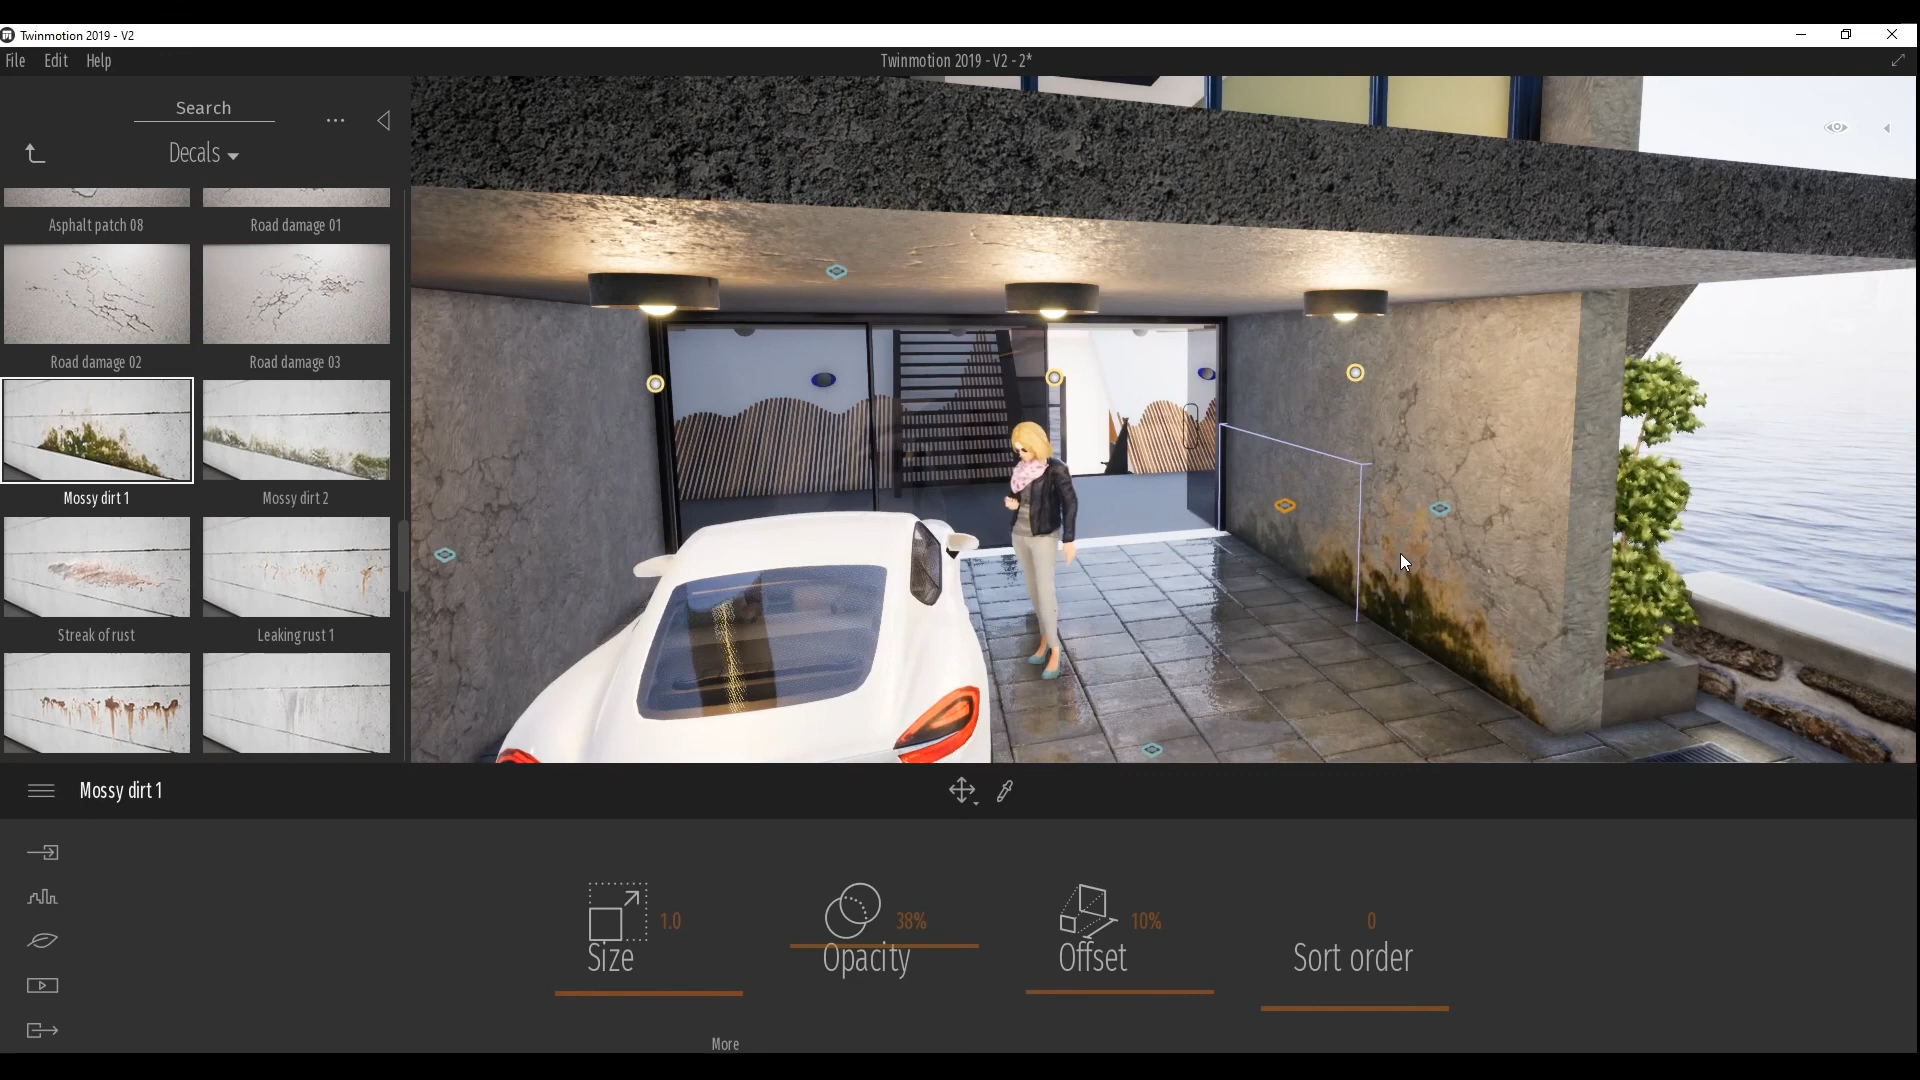 Twinmotion 2019 - V2
File Edit Help
Twinmotion 2019 - V2 - 2*
Search
...
Decals
Asphalt patch 08
Road damage 01
Road damage 02
Road damage 03
Mossy dirt 1
Mossy dirt 2
Streak of rust
Leaking rust 1
Mossy dirt 1
1.0
Size
38%
Opacity
10%
Offset
0
Sort order
More